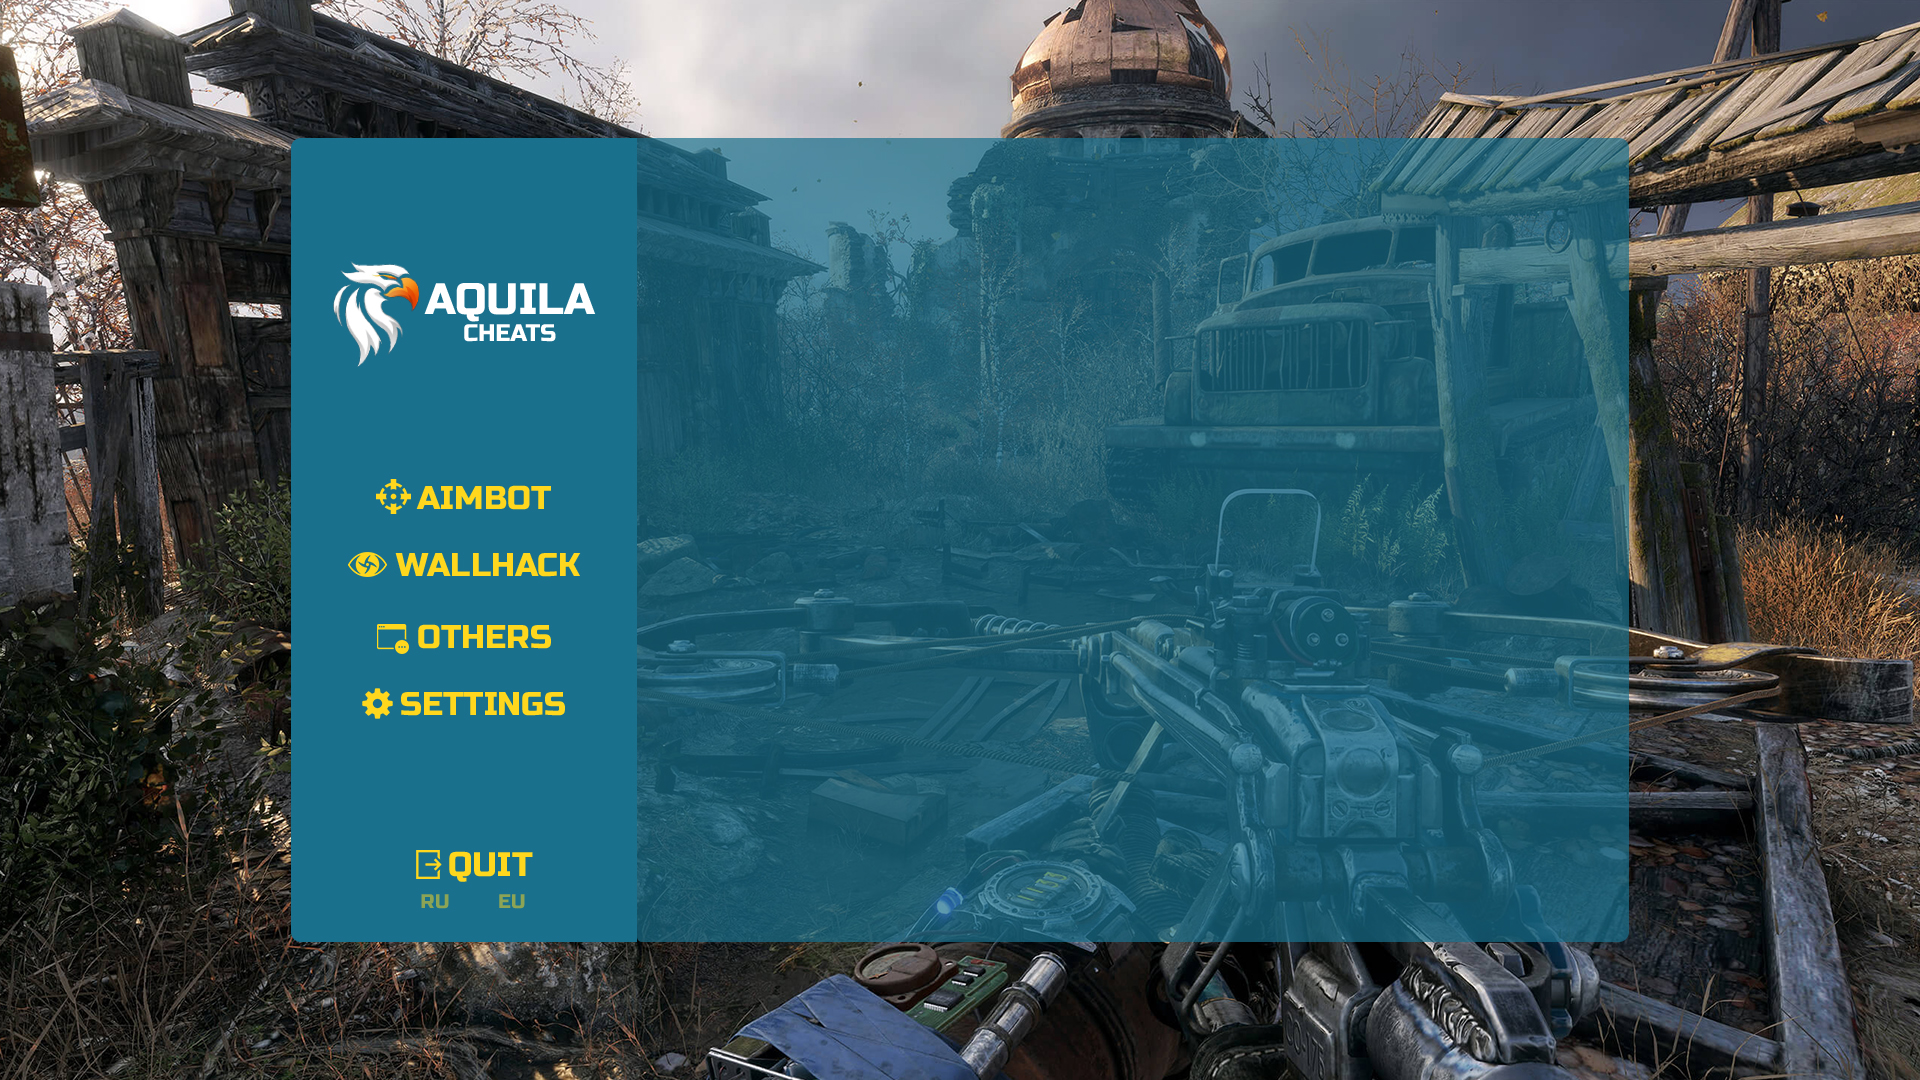 AQUILA
CHEATS
AIMBOT
WALLHACK
OTHERS
SETTINGS
QUIT
RU EU